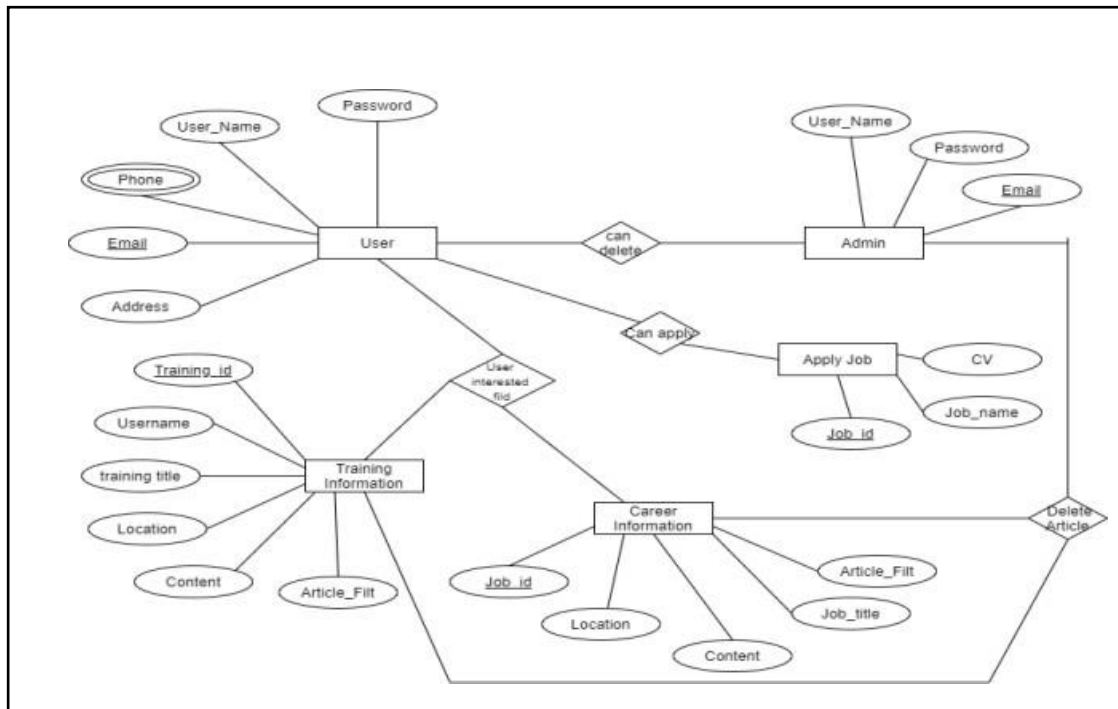 Password
User_Name
User_Name
Password
Phone
Email
Email
User
can
delete
Admin
Address
Can apply
Apply Job
CV
Training_id
User
interested
fild
Job_name
Username
Job_id
training title
Training
Information
Career
Information
Delete
Article
Location
Article_Filt
Content
Article_Filt
Job_id
Job_title
Location
Content